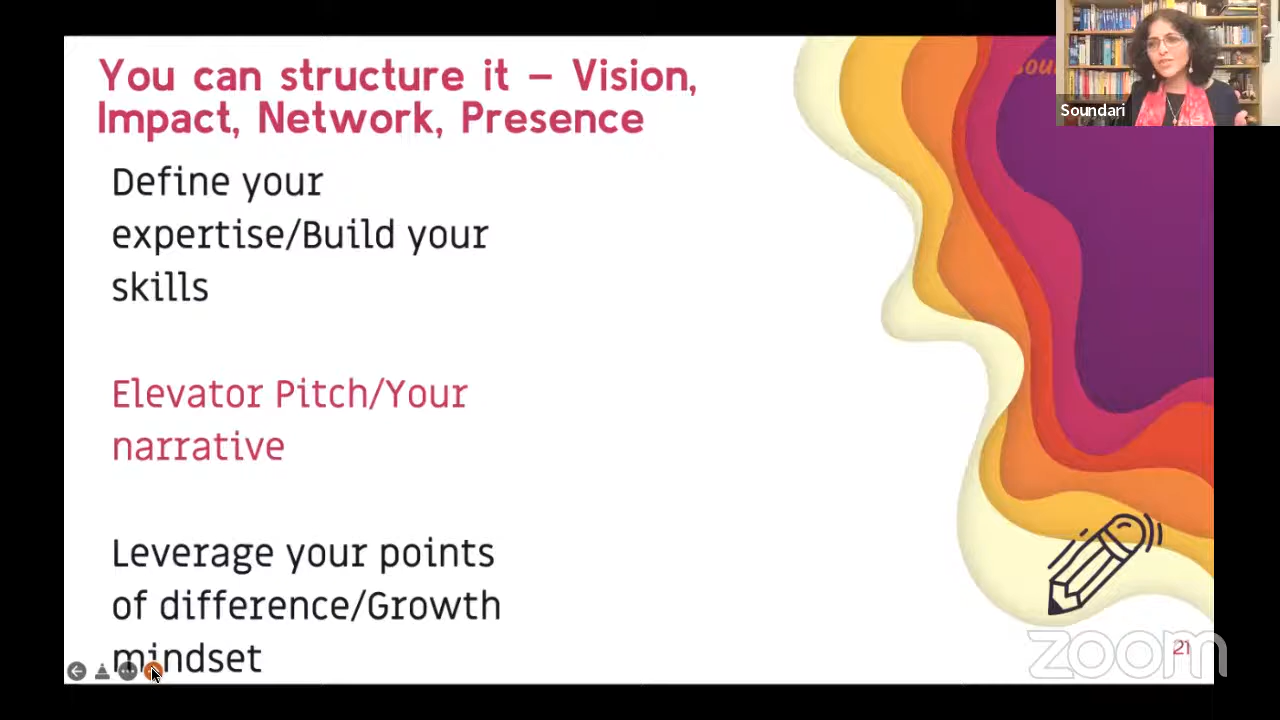 You can structure it – Vision,
Impact, Network, Presence
Soundari
Define your
expertise/Build your
skills
Elevator Pitch/Your
narrative
Leverage your points
of difference/Growth
mindset
21
zoom